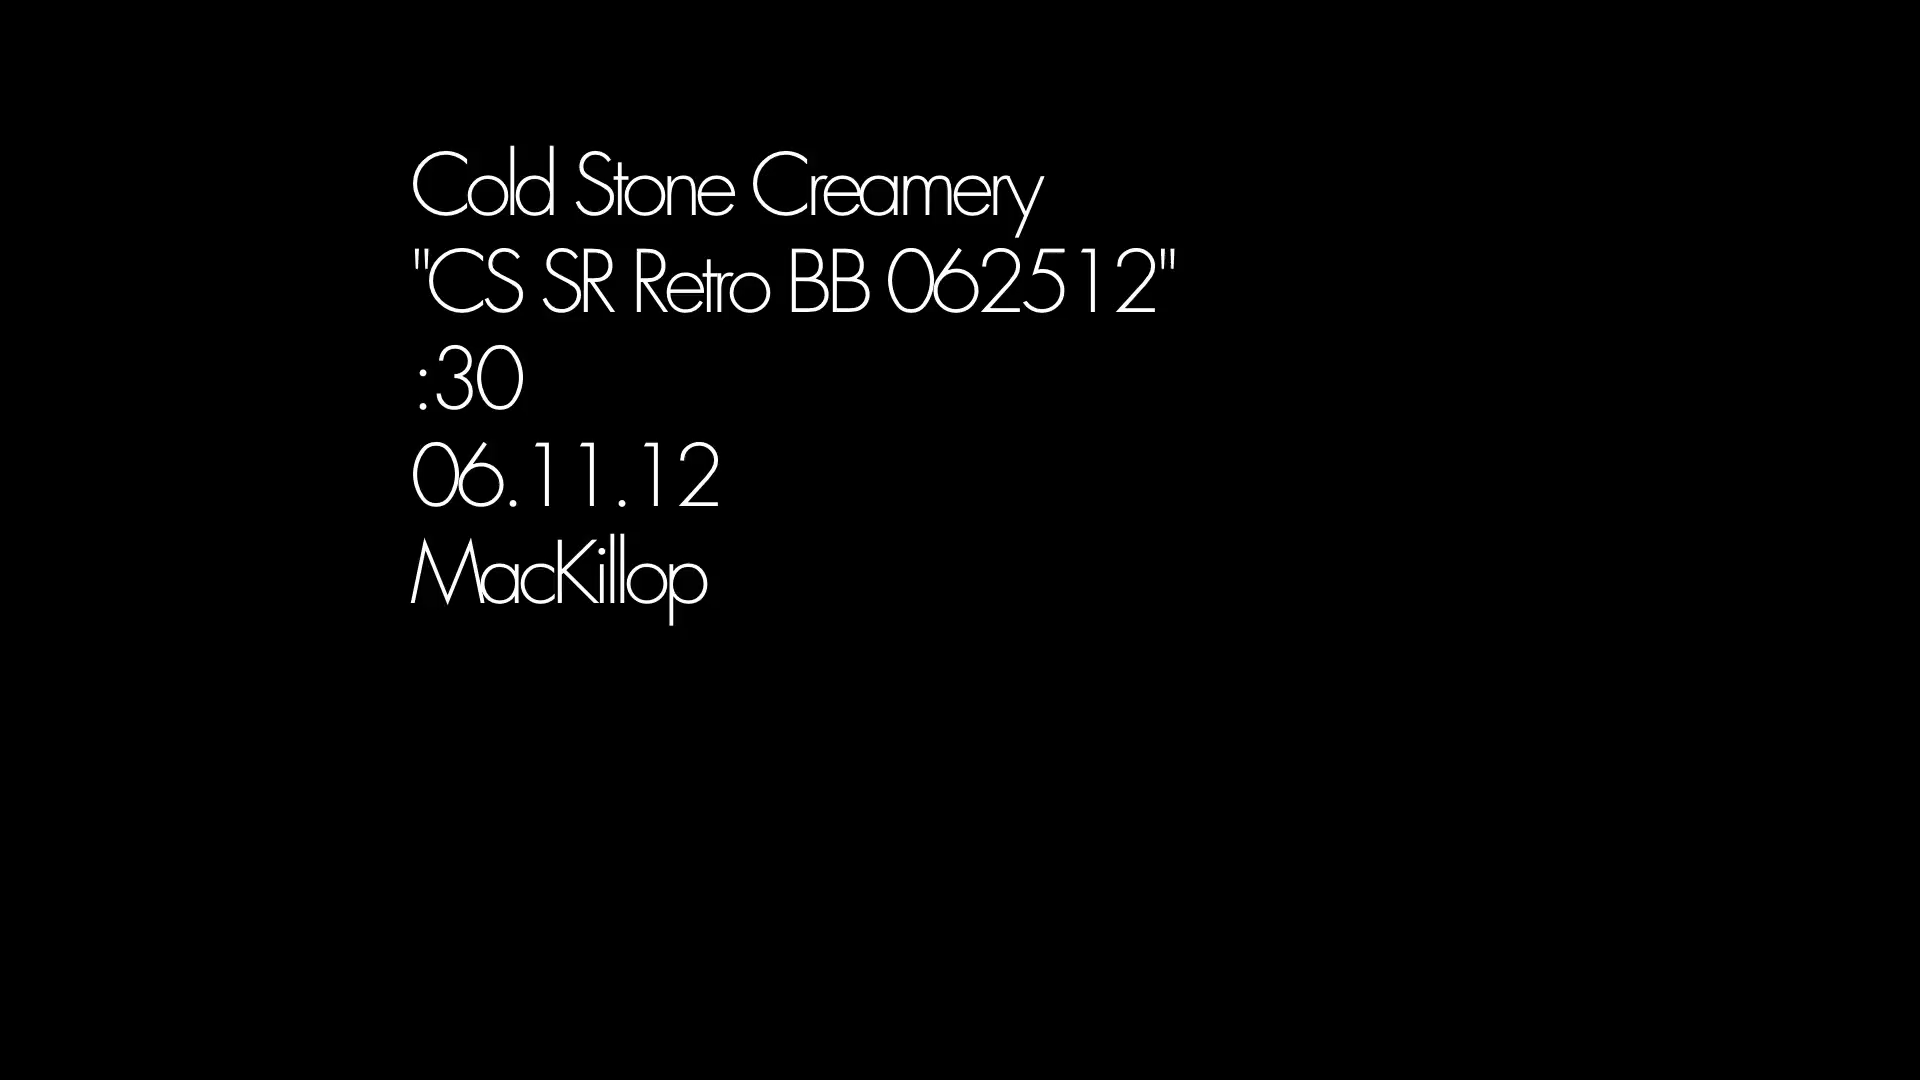 Cold Stone Creamery
"CS SR Retro BB 062512"
:30
06.11.12
MacKillop